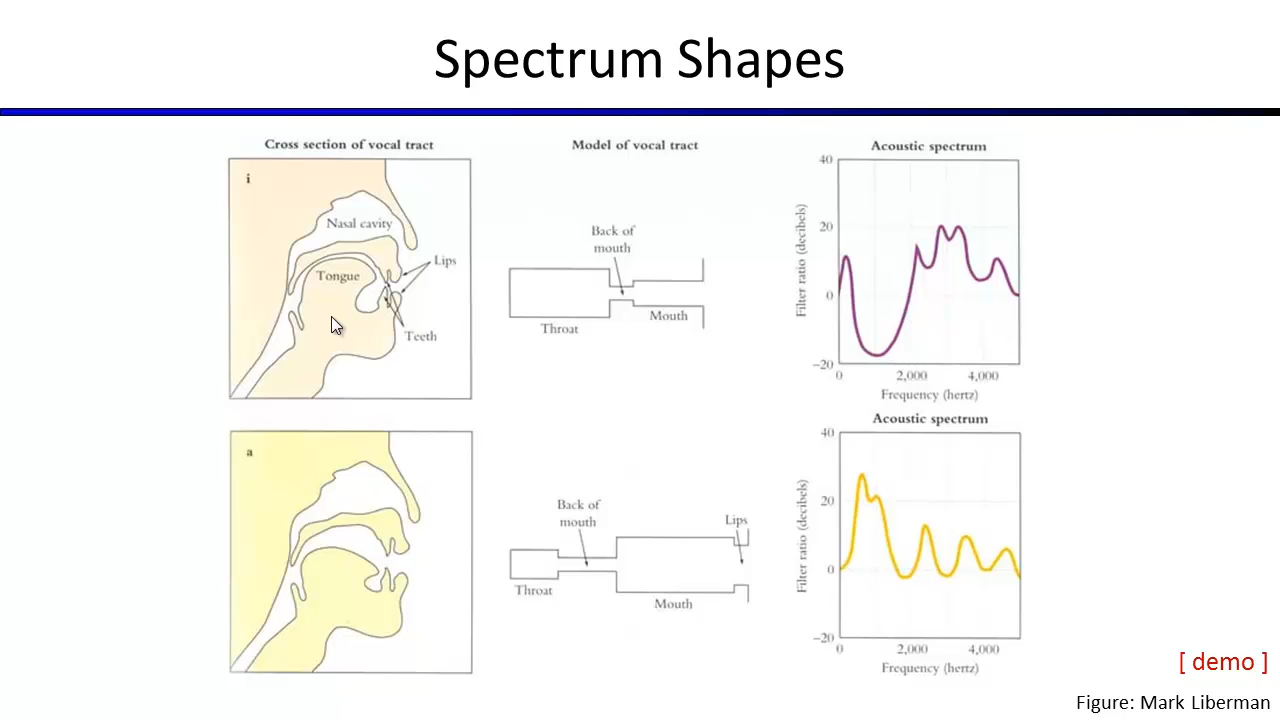 Spectrum Shapes
Cross section of vocal tract
Model of vocal tract
Acoustic spectrum
i
Nasal cavity
Tongue
Lips
Teeth
Back of
mouth
Throat
Mouth
40
20
0
−20
Filter ratio (decibels)
0
2,000
4,000
Frequency (hertz)
a
Back of
mouth
Lips
Throat
Mouth
Acoustic spectrum
40
20
0
−20
Filter ratio (decibels)
0
2,000
4,000
Frequency (hertz)
[ demo ]
Figure: Mark Liberman